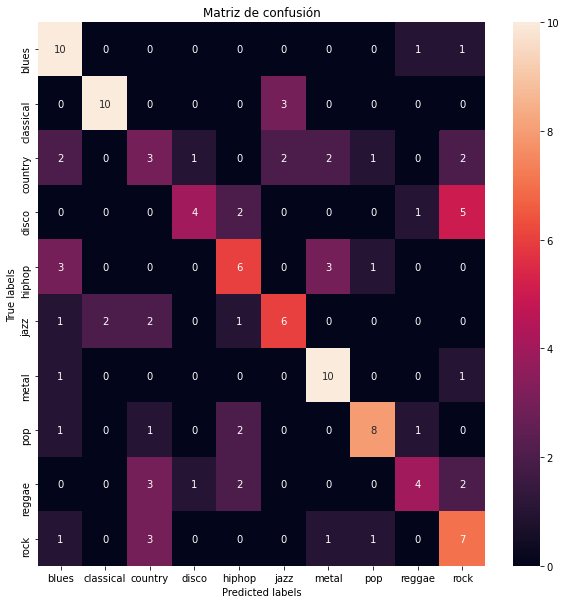 Matriz de confusión
True labels
blues 10 0 0 0 0 0 0 0 1 1
classical 0 10 0 0 0 3 0 0 0 0
country 2 0 3 1 0 2 2 1 0 2
disco 0 0 0 4 2 0 0 0 1 5
hiphop 3 0 0 0 6 0 3 1 0 0
jazz 1 2 2 0 1 6 0 0 0 0
metal 1 0 0 0 0 0 10 0 0 1
pop 1 0 1 0 2 0 0 8 1 0
reggae 0 0 3 1 2 0 0 0 4 2
rock 1 0 3 0 0 0 1 1 0 7
blues classical country disco hiphop jazz metal pop reggae rock
Predicted labels
10
8
6
4
2
0